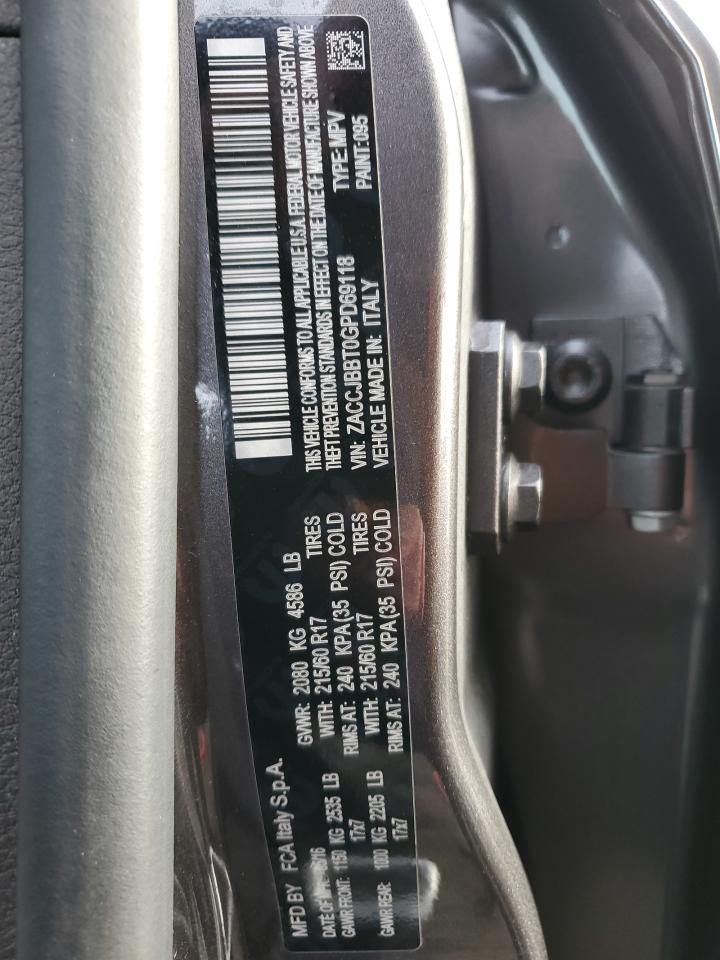 MFD BY FCA Italy S.p.A.
DATE OF
GAWR FRONT: 1150 KG 2535 LB
17x7
GAWR REAR: 1000 KG 2205 LB
17x7
GVWR: 2080 KG 4586 LB
WITH: 215/60 R17 TIRES
RIMS AT: 240 KPA (35 PSI) COLD
WITH: 215/60 R17 TIRES
RIMS AT: 240 KPA (35 PSI) COLD
THIS VEHICLE CONFORMS TO ALL APPLICABLE U.S.A. FEDERAL MOTOR VEHICLE SAFETY AND
THEFT PREVENTION STANDARDS IN EFFECT ON THE DATE OF MANUFACTURE SHOWN ABOVE
VIN: ZACCJBBT0GPD69118 TYPE: MPV
VEHICLE MADE IN: ITALY PAINT: 095